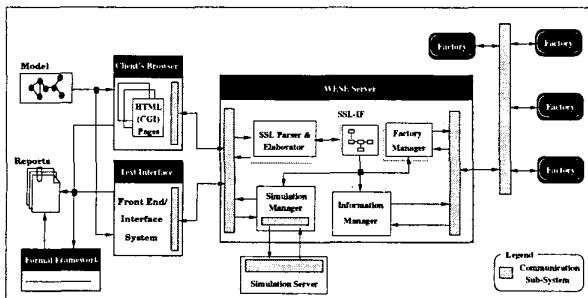 Model
Client's Browser
HTML
(CGI)
Pages
Reports
Text Interface
Front End/
Interface
System
Formal Framework
WESE Server
SSL Parser &
Elaborator
SSL-IF
Factory
Manager
Simulation
Manager
Information
Manager
Simulation Server
Factory
Factory
Factory
Factory
Legend
Communication
Sub-System